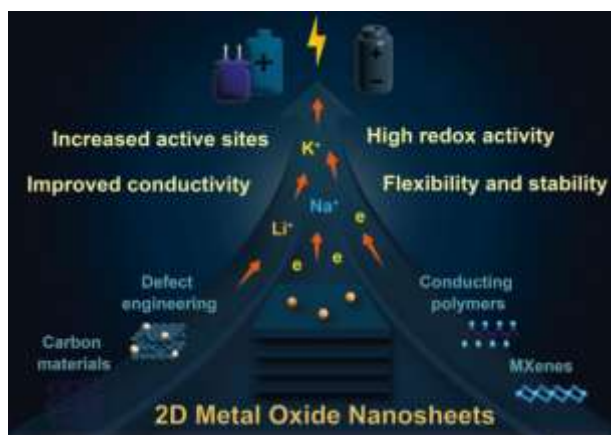 Increased active sites
High redox activity
K⁺
Improved conductivity
Flexibility and stability
Na⁺
Li⁺
e
e
e
Defect
engineering
Conducting
polymers
Carbon
materials
MXenes
2D Metal Oxide Nanosheets